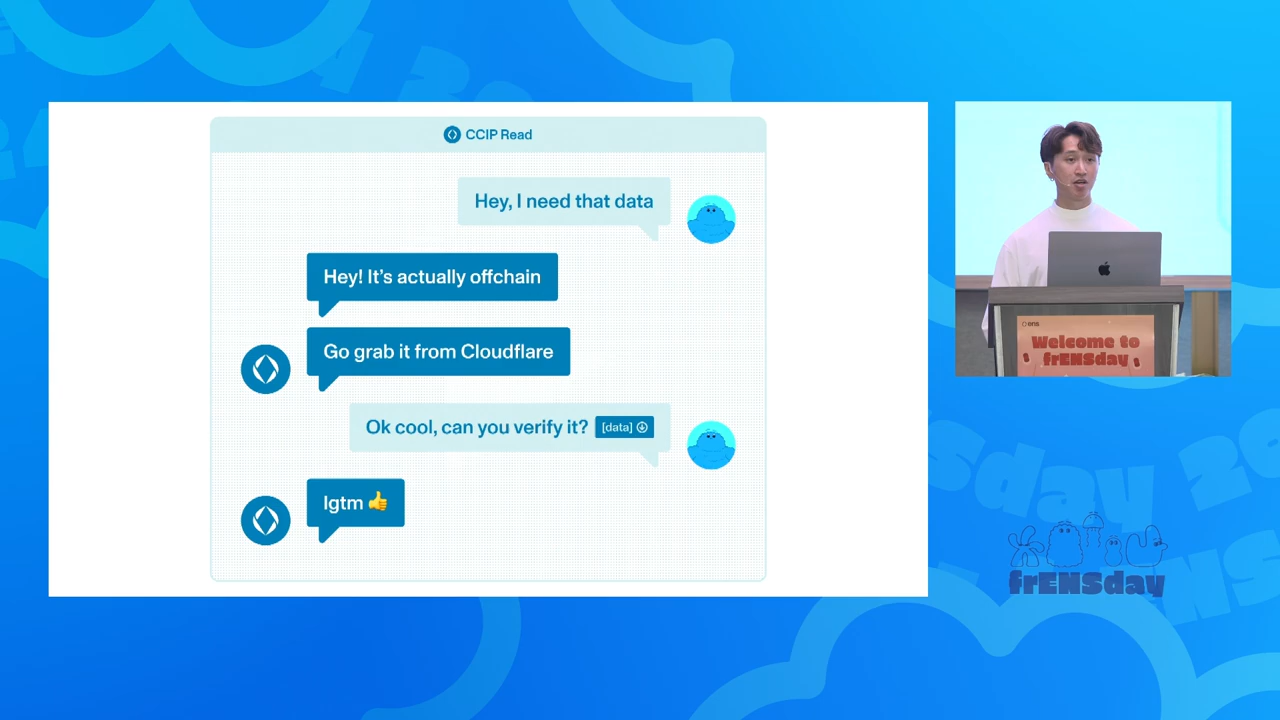 CCIP Read
Hey, I need that data
Hey! It's actually offchain
Go grab it from Cloudflare
Ok cool, can you verify it? [data]
lgtm 👍
ens
Welcome to
frENSday
frENSday